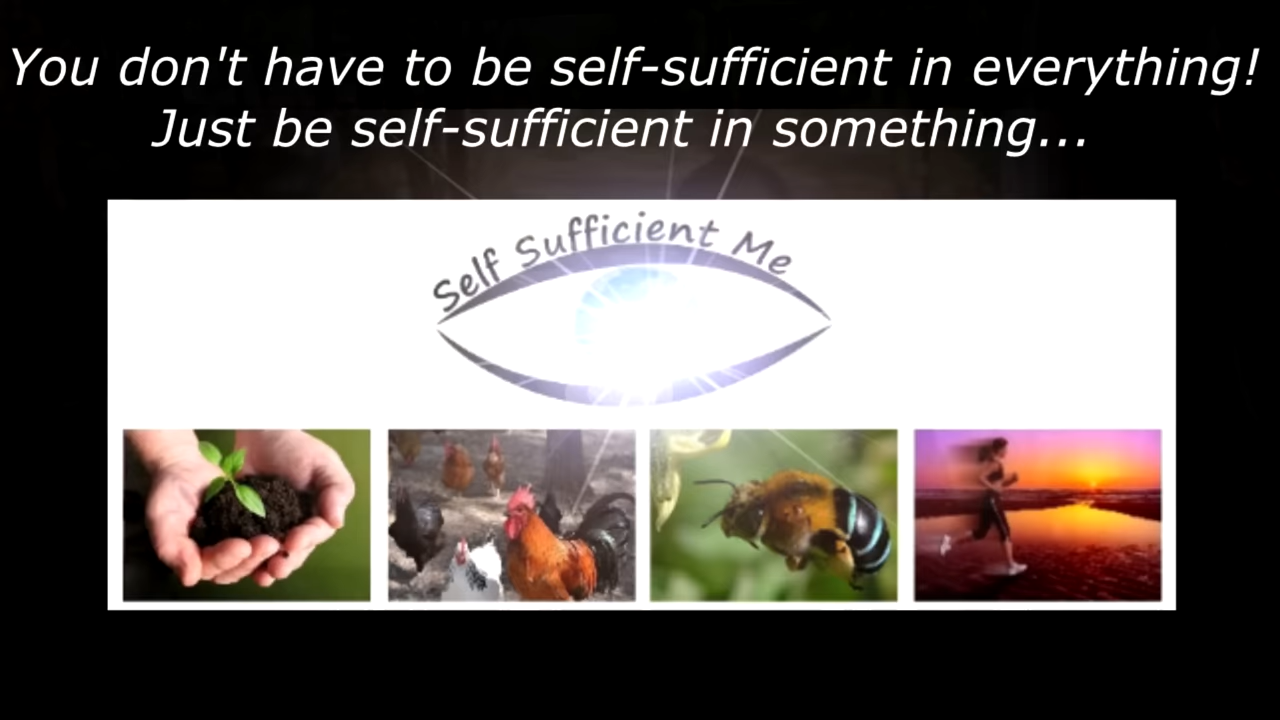 You don't have to be self-sufficient in everything!
Just be self-sufficient in something...
Self Sufficient Me